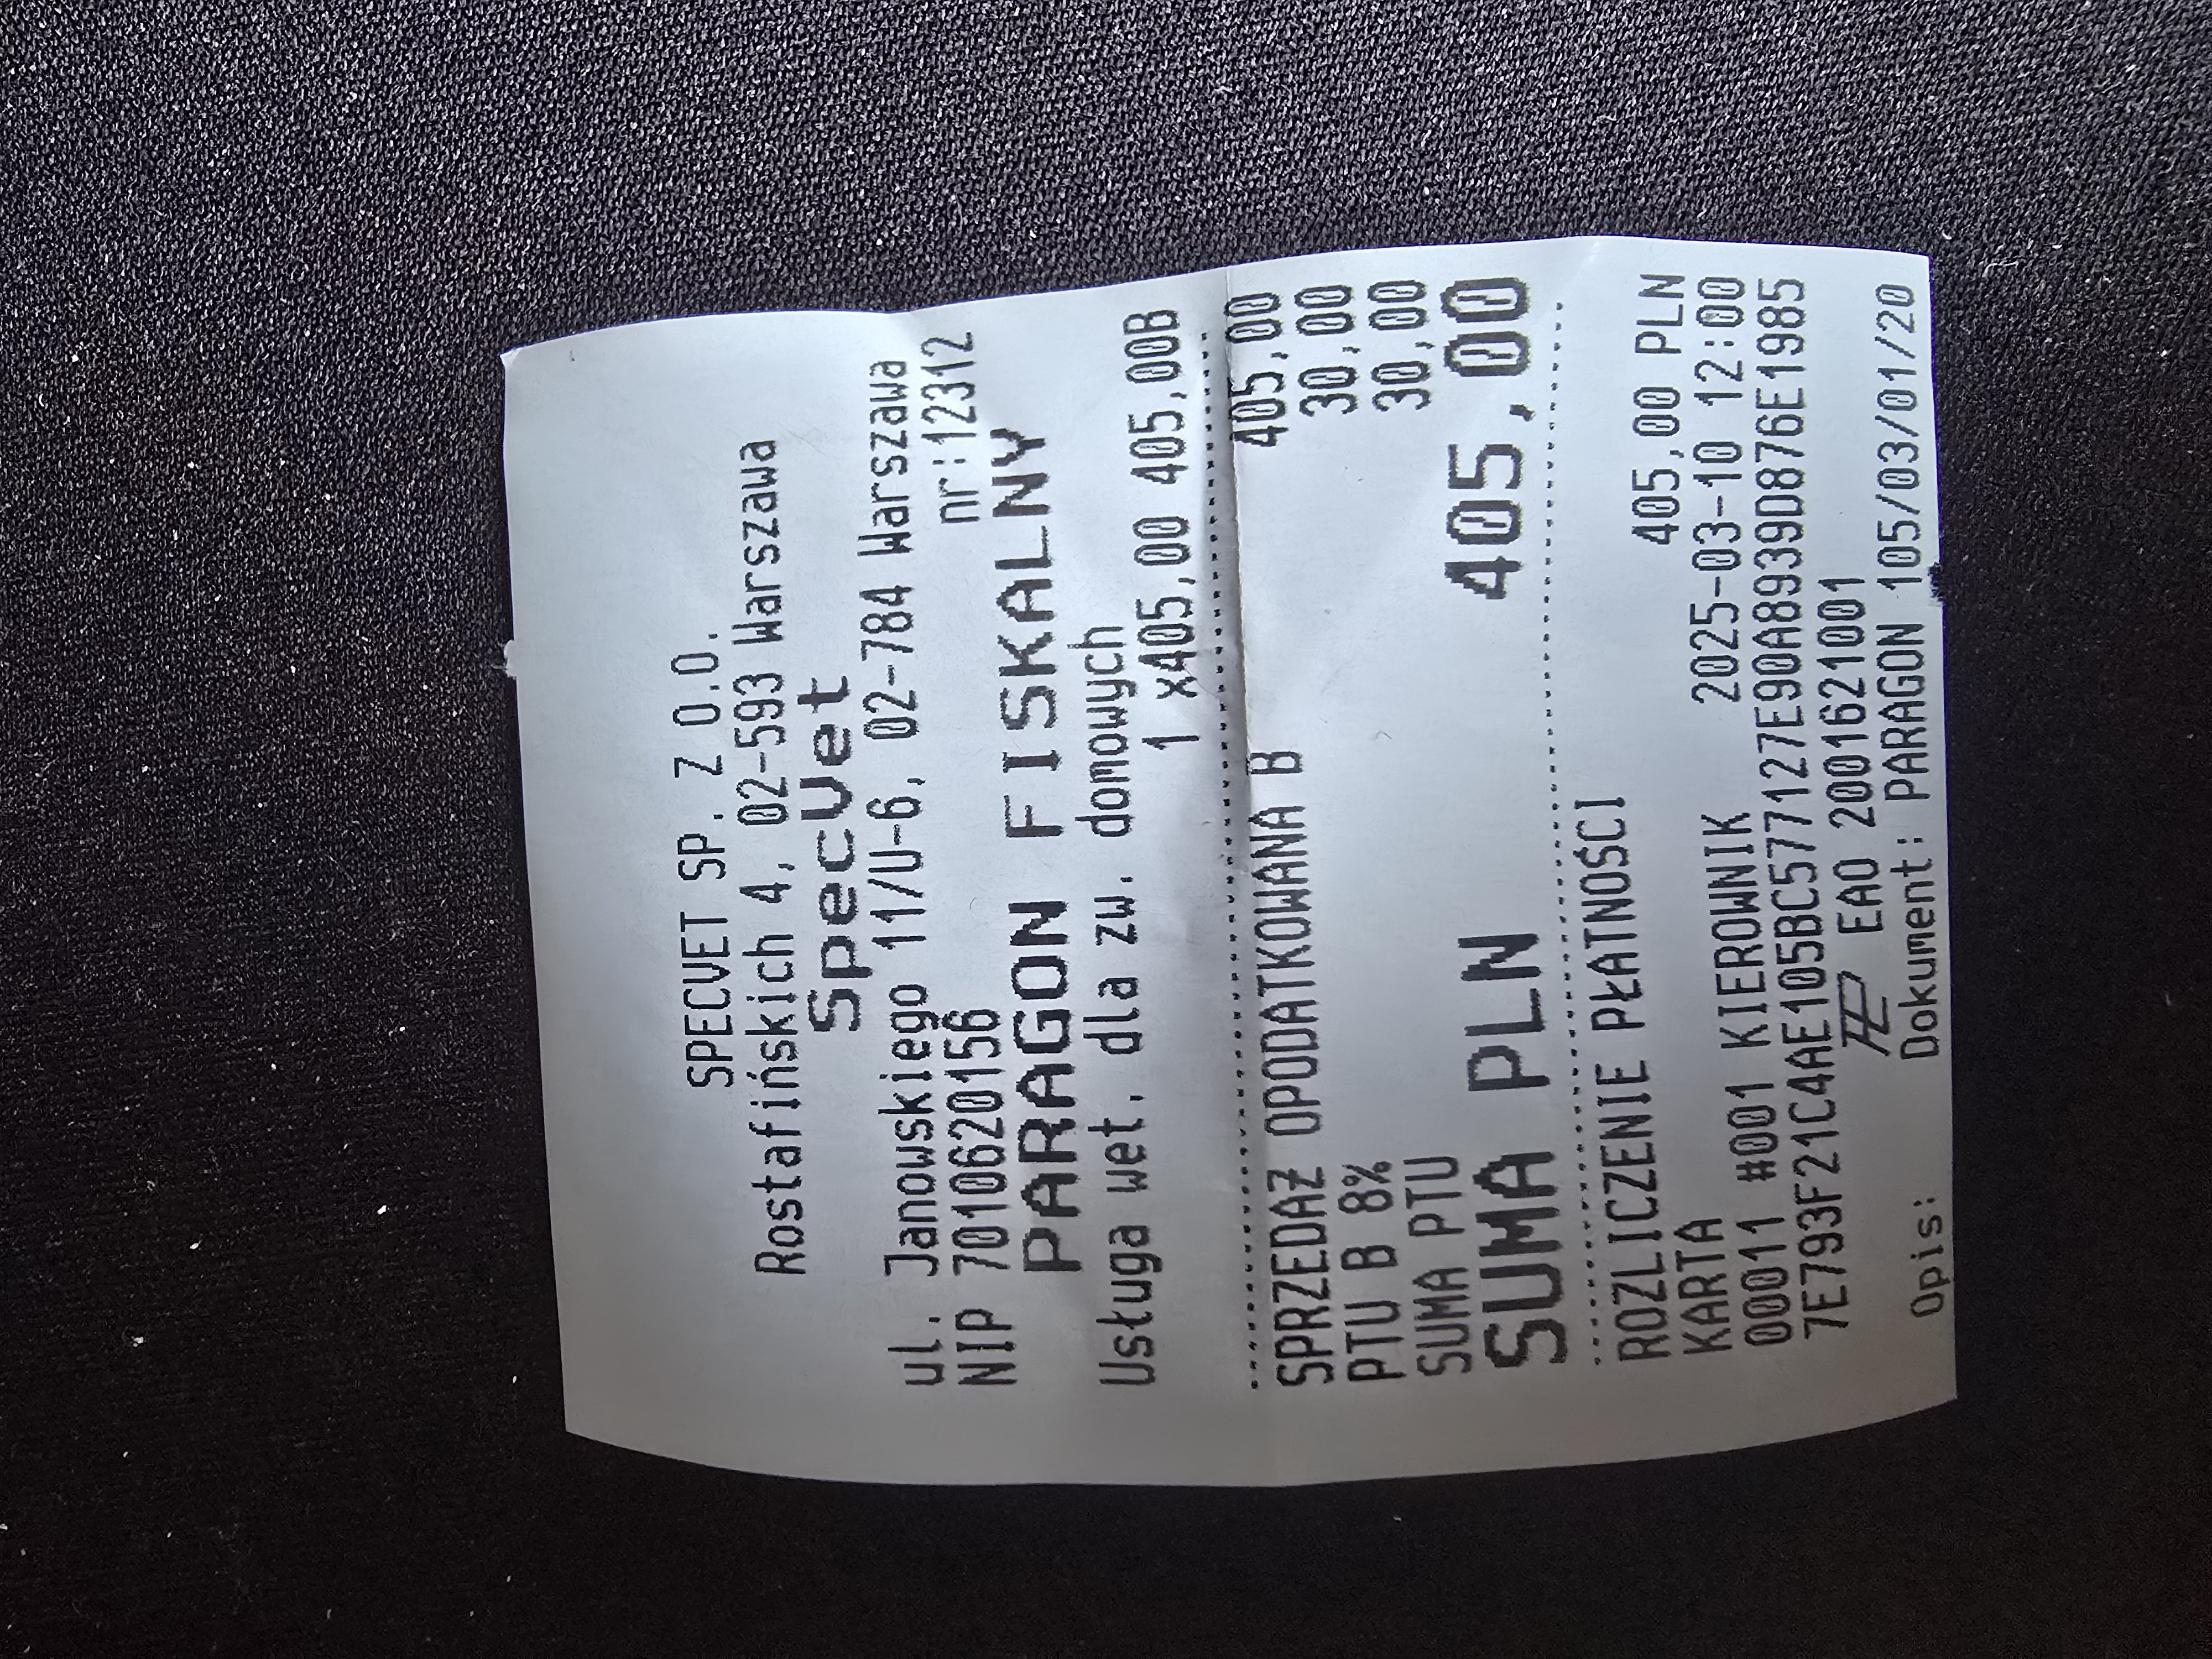 SPECVET SP. Z O.O.
Rostafińskich 4, 02-593 Warszawa
SpecVet
ul. Janowskiego 11/U-6, 02-784 Warszawa
NIP 7010620156 nr:12312
PARAGON FISKALNY
Usługa wet. dla zw. domowych
1 x405,00 405,00B
SPRZEDAŻ OPODATKOWANA B 405,00
PTU B 8% 30,00
SUMA PTU 30,00
SUMA PLN 405,00
ROZLICZENIE PŁATNOŚCI
KARTA 405,00 PLN
00011 #001 KIEROWNIK 2025-03-10 12:00
7E793F21C4AE105BC577127E90A8939D876E1985
EAO 2001621001
Opis: Dokument: PARAGON 105/03/01/20